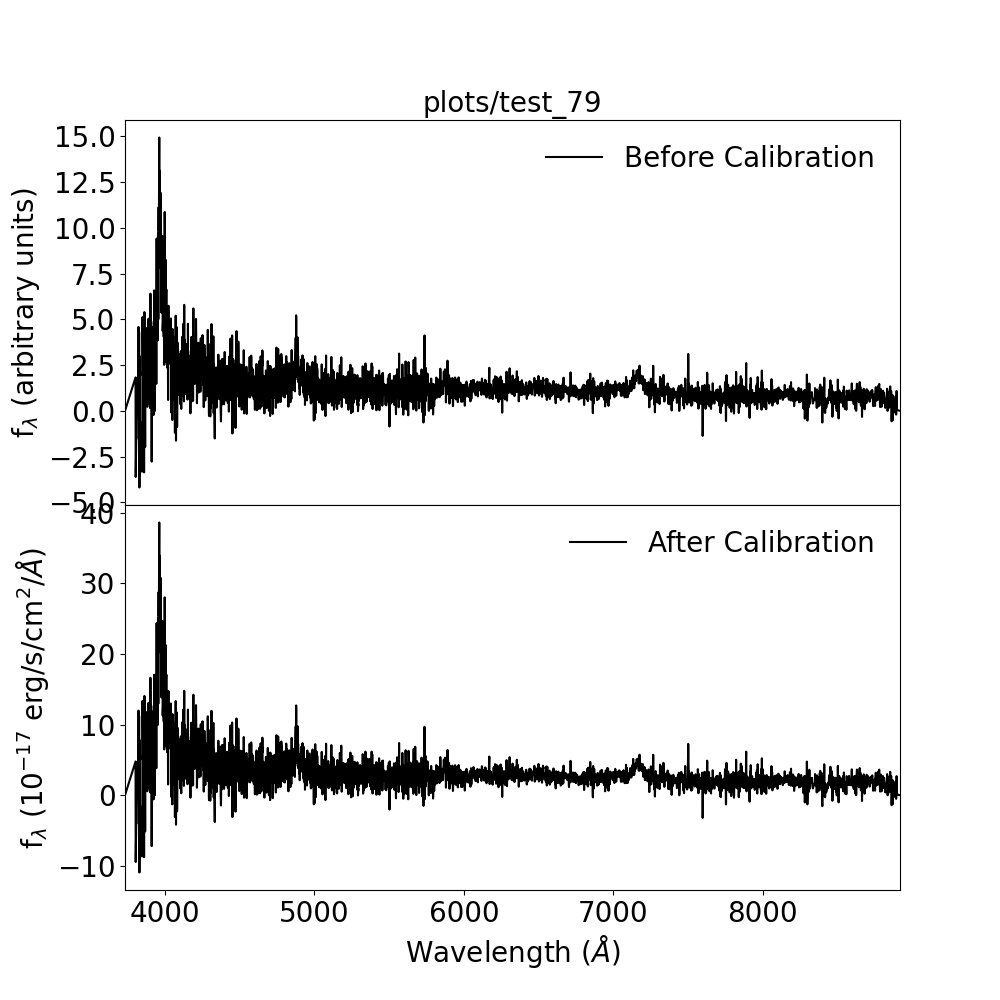 plots/test_79
15.0
12.5
10.0
7.5
5.0
2.5
0.0
−2.5
−5.0
f_λ (arbitrary units)
Before Calibration
40
30
20
10
0
−10
f_λ (10^−17 erg/s/cm^2/Å)
After Calibration
4000 5000 6000 7000 8000
Wavelength (Å)